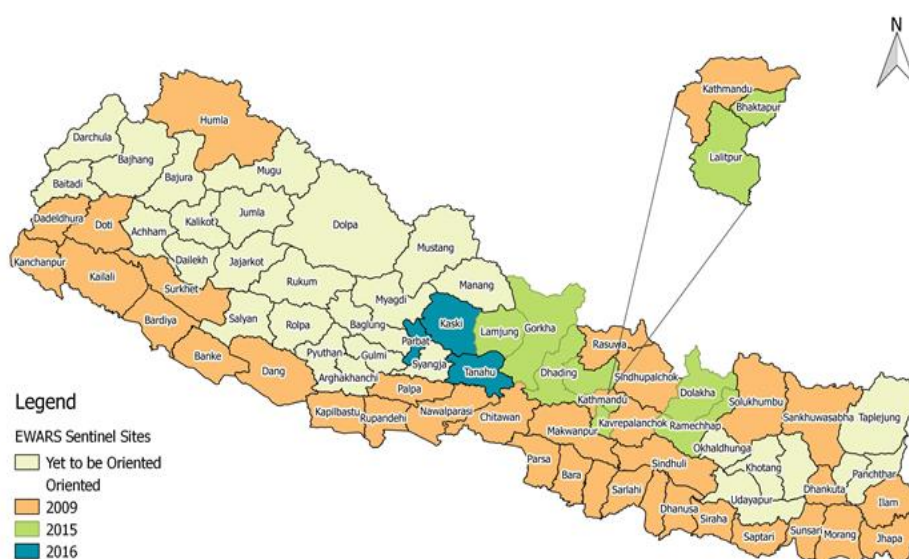 N
Kathmandu
Bhaktapur
Lalitpur
Humla
Darchula
Bajhang
Mugu
Baitadi
Bajura
Dolpa
Jumla
Dadeldhura
Doti
Kalikot
Achham
Mustang
Kanchanpur
Dailekh
Jajarkot
Kailali
Rukum
Manang
Surkhet
Myagdi
Kaski
Lamjung
Gorkha
Bardiya
Salyan
Rolpa
Baglung
Parbat
Rasuwa
Banke
Pyuthan
Gulmi
Syangja
Dang
Arghakhanchi
Tanahu
Dhading
Sindhupalchok
Palpa
Dolakha
Kathmandu
Solukhumbu
Kapilbastu
Rupandehi
Nawalparasi
Chitawan
Kavrepalanchok
Ramechhap
Sankhuwasabha
Taplejung
Makwanpur
Okhaldhunga
Parsa
Bara
Sindhuli
Khotang
Panchthar
Sarlahi
Udayapur
Dhankuta
Ilam
Dhanusa
Siraha
Saptari
Sunsari
Morang
Jhapa
Legend
EWARS Sentinel Sites
Yet to be Oriented
Oriented
2009
2015
2016